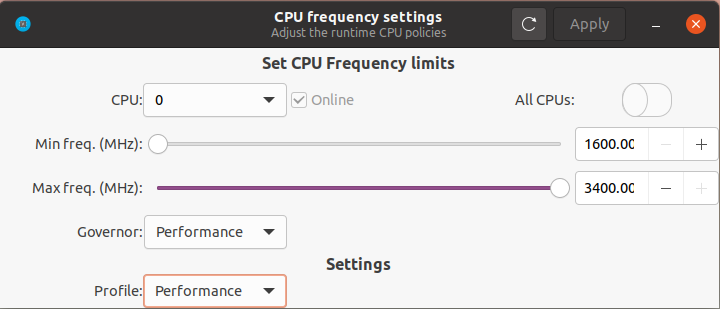 CPU frequency settings
Adjust the runtime CPU policies
Apply
Set CPU Frequency limits
CPU: 0 Online All CPUs:
Min freq. (MHz): 1600.00
Max freq. (MHz): 3400.00
Governor: Performance
Settings
Profile: Performance